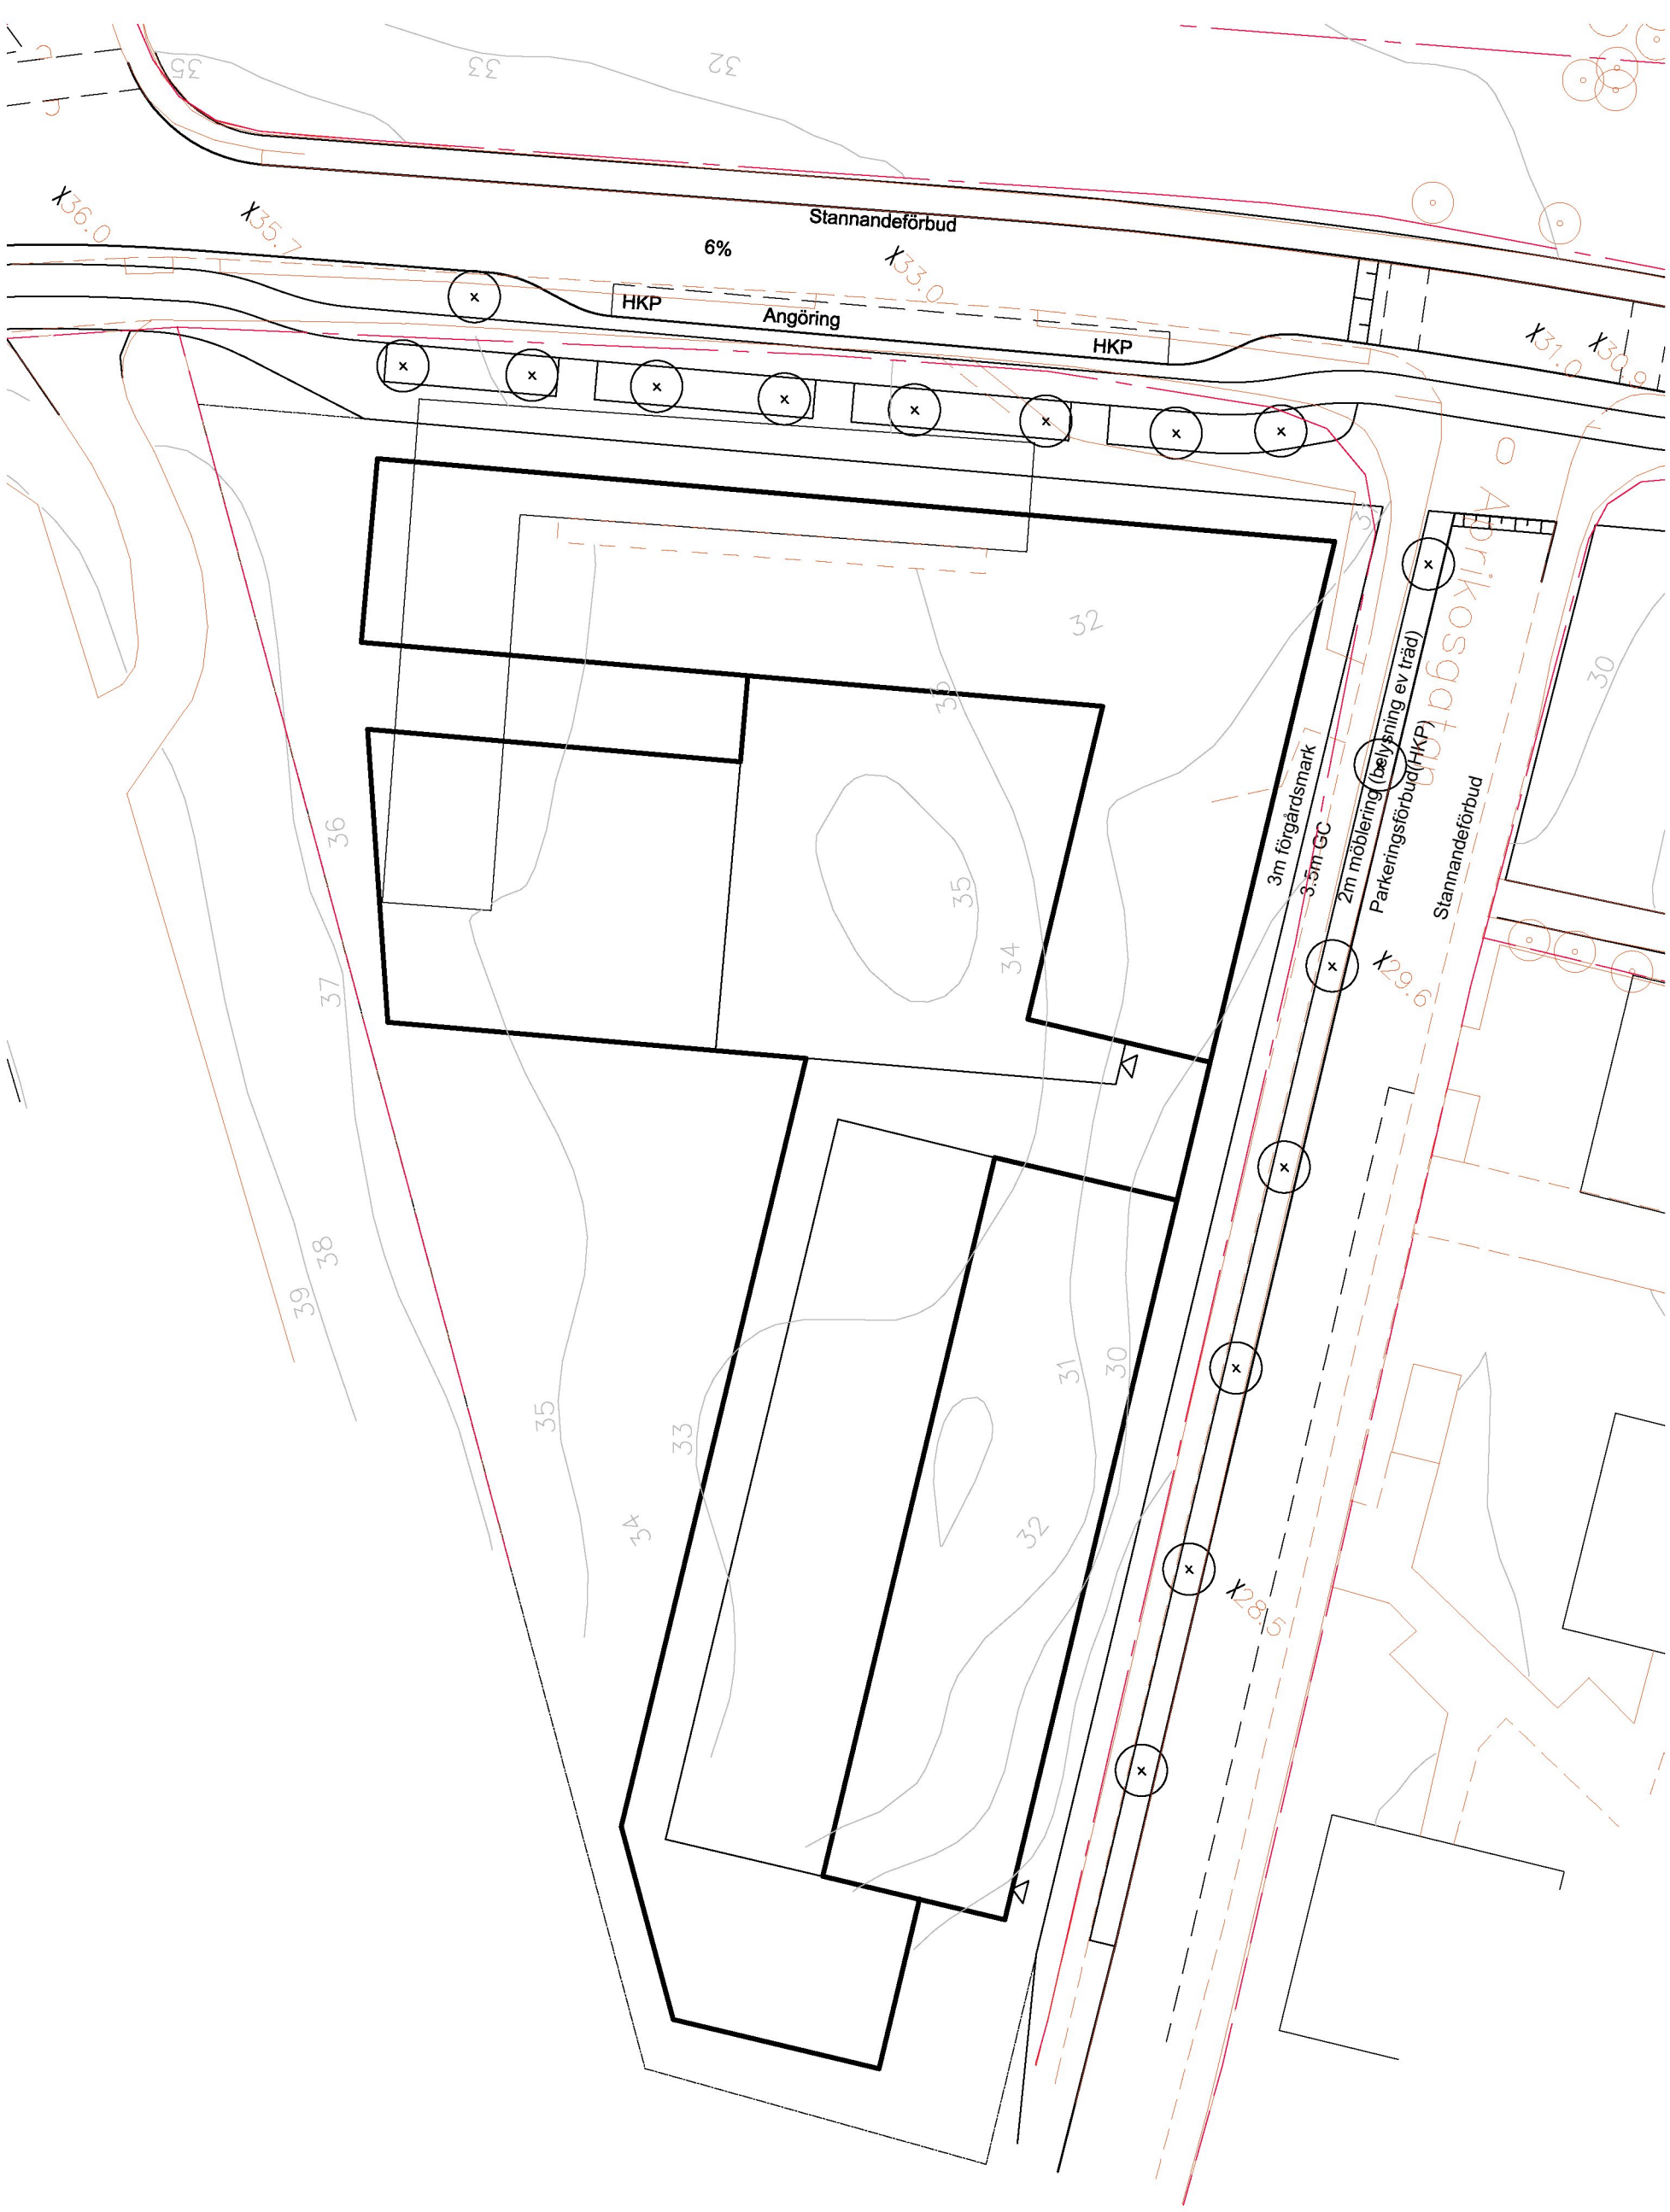 35
33
32
X36.0
X35.7
Stannandeförbud
6%
X33.0
HKP
Angöring
HKP
X31.0
X30.9
Aprikosgatan
32
33
30
3m förgårdsmark
3.5m GC
2m möblering (belysning ev träd)
Parkeringsförbud(HKP)
Stannandeförbud
36
35
34
37
X29.6
38
39
31
30
35
33
34
32
X28.5